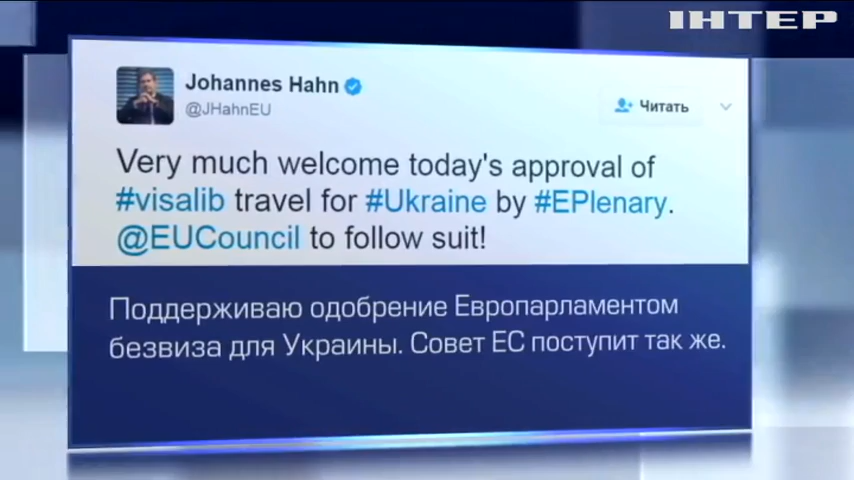 ІНТЕР
Johannes Hahn
@JHahnEU
Читать
Very much welcome today's approval of
#visalib travel for #Ukraine by #EPlenary.
@EUCouncil to follow suit!
Поддерживаю одобрение Европарламентом
безвиза для Украины. Совет ЕС поступит так же.